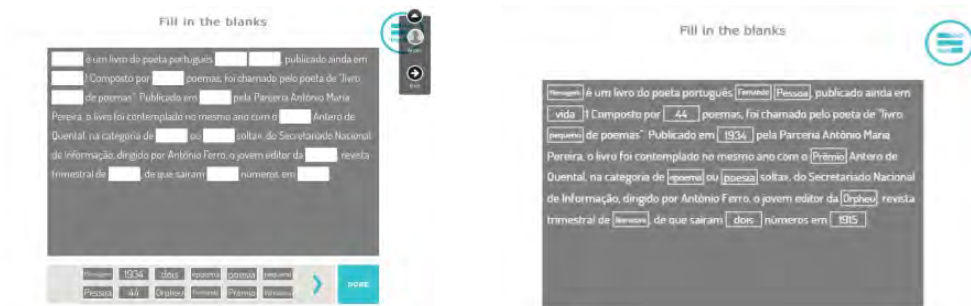 Fill in the blanks
é um livro do poeta português , publicado ainda em
! Composto por poemas, foi chamado pelo poeta de "livro
de poemas". Publicado em pela Parceria António Maria
Pereira, o livro foi contemplado no mesmo ano com o Antero de
Quental, na categoria de ou solta», do Secretariado Nacional
de Informação, dirigido por António Ferro, o jovem editor da , revista
trimestral de , de que saíram números em .
Mensagem 1934 dois «poema poesia pequeno
Pessoa 44 Orpheu Fernando Prémio
DONE
Fill in the blanks
Mensagem é um livro do poeta português Fernando Pessoa, publicado ainda em
vida ! Composto por 44 poemas, foi chamado pelo poeta de "livro
pequeno de poemas". Publicado em 1934 pela Parceria António Maria
Pereira, o livro foi contemplado no mesmo ano com o Prémio Antero de
Quental, na categoria de «poema ou poesia solta», do Secretariado Nacional
de Informação, dirigido por António Ferro, o jovem editor da Orpheu, revista
trimestral de , de que saíram dois números em 1915